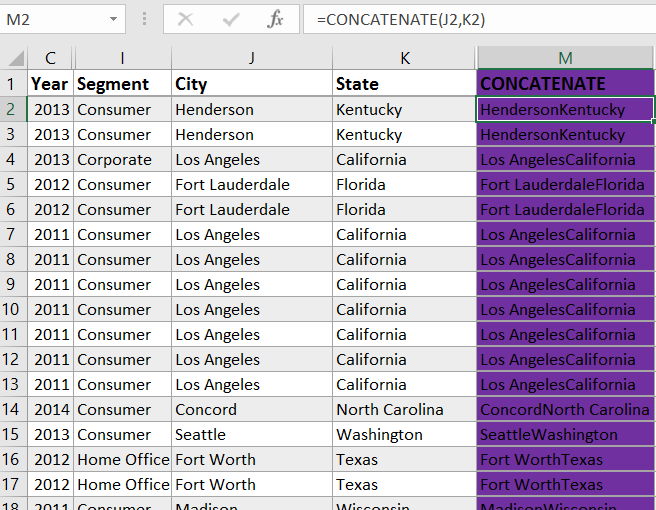 M2 fx =CONCATENATE(J2,K2)
C I J K M
1 Year Segment City State CONCATENATE
2 2013 Consumer Henderson Kentucky HendersonKentucky
3 2013 Consumer Henderson Kentucky HendersonKentucky
4 2013 Corporate Los Angeles California Los AngelesCalifornia
5 2012 Consumer Fort Lauderdale Florida Fort LauderdaleFlorida
6 2012 Consumer Fort Lauderdale Florida Fort LauderdaleFlorida
7 2011 Consumer Los Angeles California Los AngelesCalifornia
8 2011 Consumer Los Angeles California Los AngelesCalifornia
9 2011 Consumer Los Angeles California Los AngelesCalifornia
10 2011 Consumer Los Angeles California Los AngelesCalifornia
11 2011 Consumer Los Angeles California Los AngelesCalifornia
12 2011 Consumer Los Angeles California Los AngelesCalifornia
13 2011 Consumer Los Angeles California Los AngelesCalifornia
14 2014 Consumer Concord North Carolina ConcordNorth Carolina
15 2013 Consumer Seattle Washington SeattleWashington
16 2012 Home Office Fort Worth Texas Fort WorthTexas
17 2012 Home Office Fort Worth Texas Fort WorthTexas
18 2011 Consumer Madison Wisconsin MadisonWisconsin